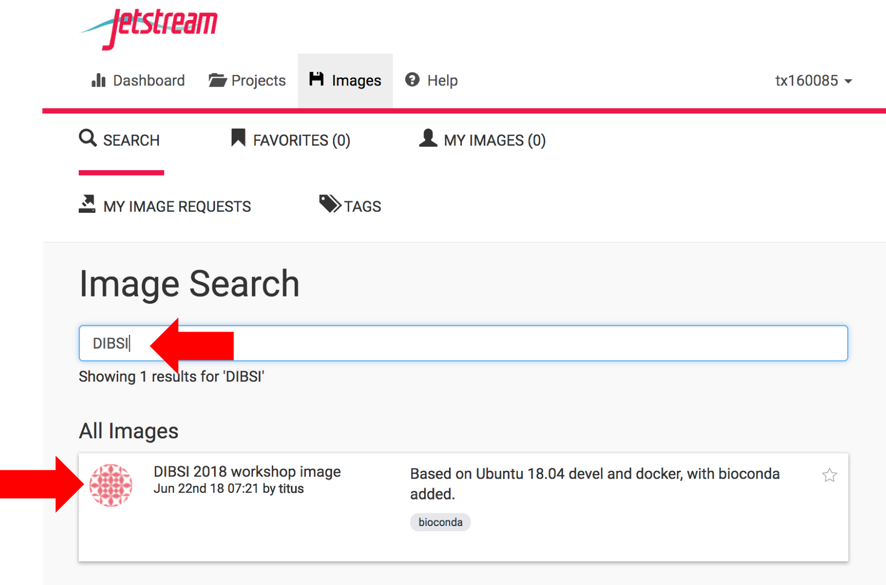 Jetstream
Dashboard Projects Images Help tx160085
SEARCH FAVORITES (0) MY IMAGES (0)
MY IMAGE REQUESTS TAGS
Image Search
DIBSI
Showing 1 results for 'DIBSI'
All Images
DIBSI 2018 workshop image
Jun 22nd 18 07:21 by titus
Based on Ubuntu 18.04 devel and docker, with bioconda
added.
bioconda